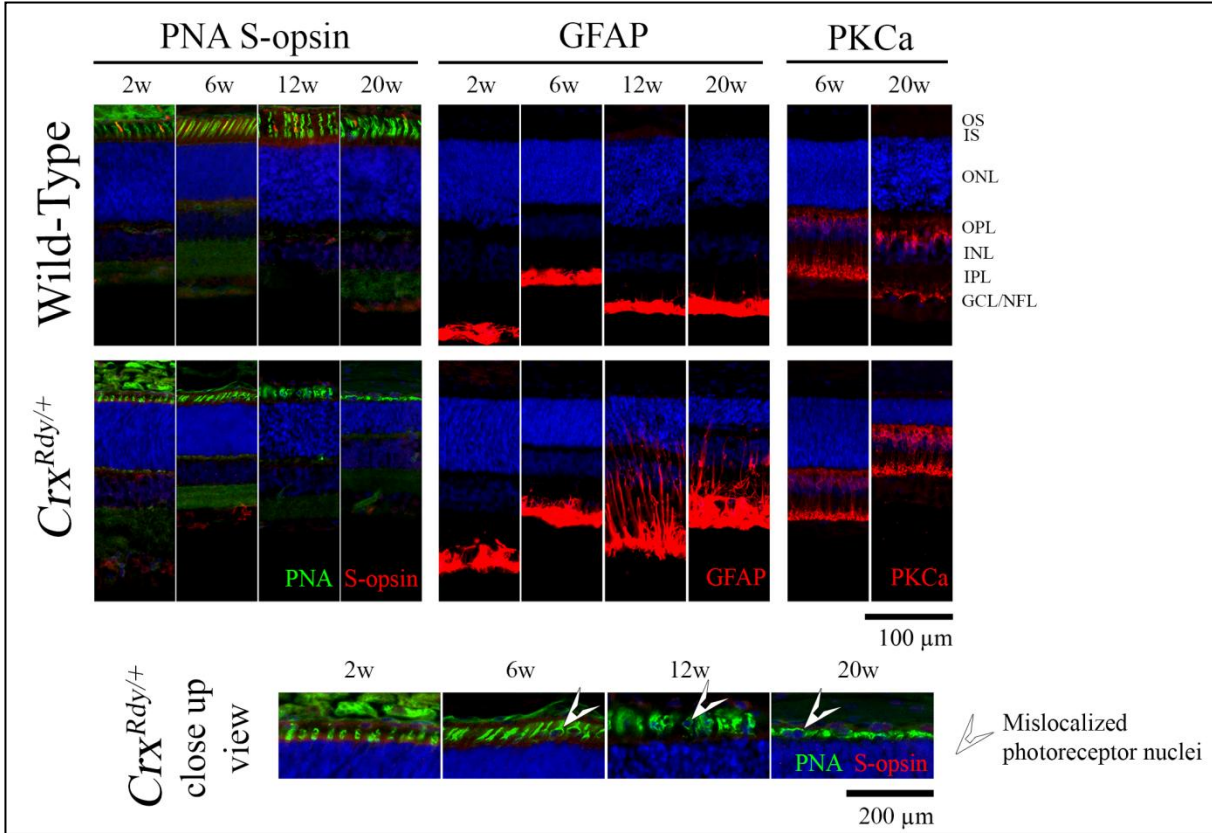 PNA S-opsin GFAP PKCa
2w 6w 12w 20w 2w 6w 12w 20w 6w 20w
Wild-Type
OS
IS
ONL
OPL
INL
IPL
GCL/NFL
Crx^Rdy/+
PNA S-opsin GFAP PKCa
100 µm
Crx^Rdy/+
close up
view
2w 6w 12w 20w
PNA S-opsin
Mislocalized
photoreceptor nuclei
200 µm